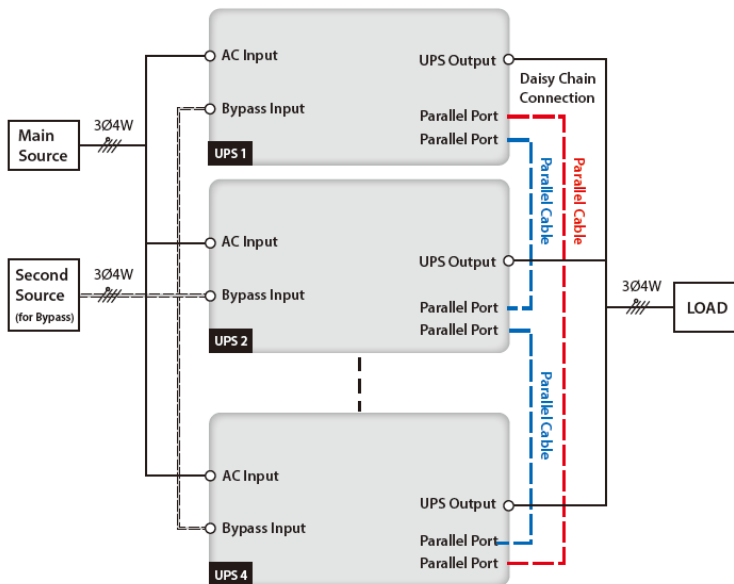 AC Input
UPS Output
Bypass Input
Parallel Port
Parallel Port
UPS 1
Daisy Chain
Connection
Main
Source
3Ø4W
Parallel Cable
Parallel Cable
AC Input
UPS Output
Bypass Input
Parallel Port
Parallel Port
UPS 2
Second
Source
(for Bypass)
3Ø4W
3Ø4W
LOAD
Parallel Cable
AC Input
UPS Output
Bypass Input
Parallel Port
Parallel Port
UPS 4